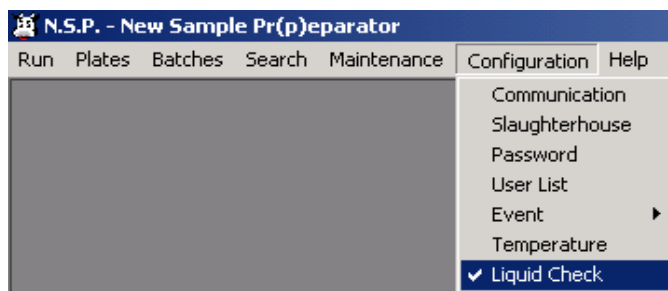 N.S.P. - New Sample Pr(p)eparator
Run Plates Batches Search Maintenance Configuration Help
Communication
Slaughterhouse
Password
User List
Event
Temperature
Liquid Check